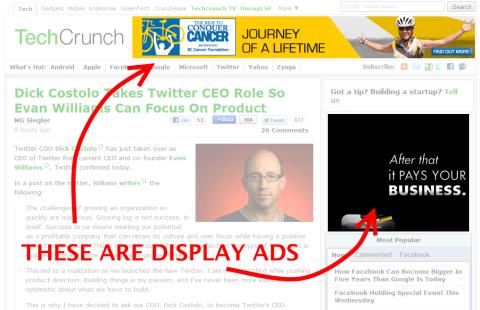 Tech Gadgets Mobile Enterprise GreenTech CrunchBase TechCrunch TV Disrupt SF More ▼
Search
TechCrunch
THE RIDE TO
CONQUER
CANCER
BENEFITING
BC Cancer Foundation
JOURNEY
OF A LIFETIME
FIND OUT MORE
What's Hot: Android Apple Facebook Google Microsoft Twitter Yahoo Zynga
Subscribe:
Dick Costolo Takes Twitter CEO Role So
Evan Williams Can Focus On Product
MG Siegler
8 hours ago
Like 53
104
Tweet 877
26 Comments
Twitter COO Dick Costolo has just taken over as
CEO of Twitter from current CEO and co-founder Evan
Williams, Twitter confirmed today.
In a post on the matter, Wilkams writes the
following:
The challenges of growing an organization so
quickly are numerous. Growing big is not success, in
itself. Success to us means meeting our potential
as a profitable company that can retain its culture and user focus while having a positive
THESE ARE DISPLAY ADS
This led to a realization as we launched the new Twitter. I am most satisfied while pushing
product direction. Building things is my passion, and I've never been more
optimistic about what we have to build.
This is why I have decided to ask our COO, Dick Costolo, to become Twitter's CEO.
Got a tip? Building a startup? Tell
us
After that
it PAYS YOUR
BUSINESS.
Most Popular
Now Commented Facebook
How Facebook Can Become Bigger In
Five Years Than Google Is Today
Facebook Holding Special Event This
Wednesday